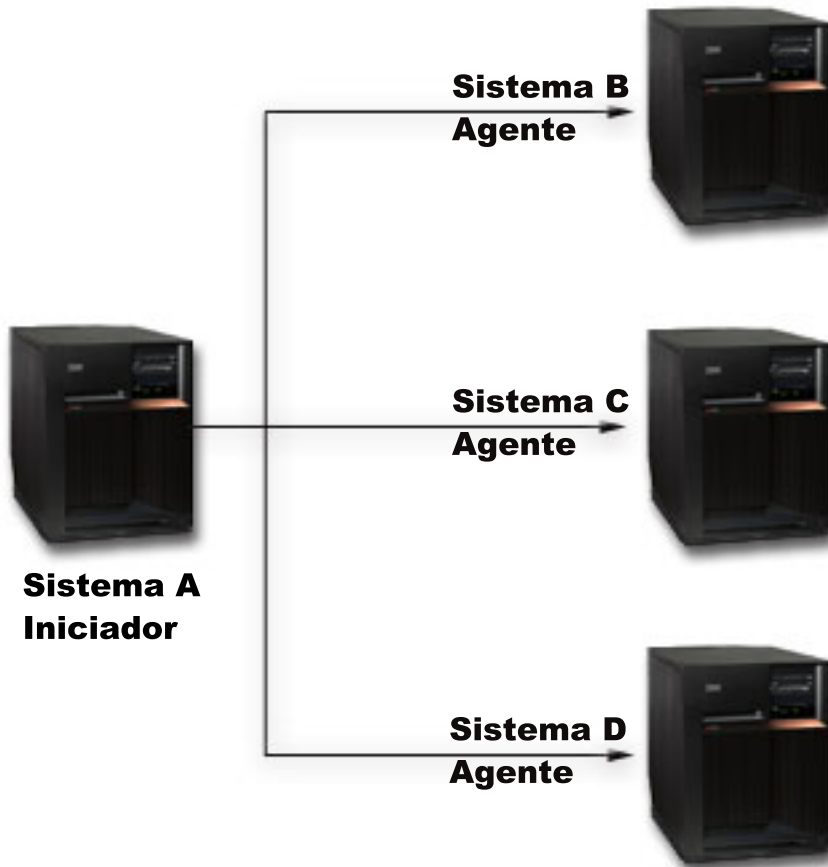 Sistema B
Agente
Sistema C
Agente
Sistema A
Iniciador
Sistema D
Agente